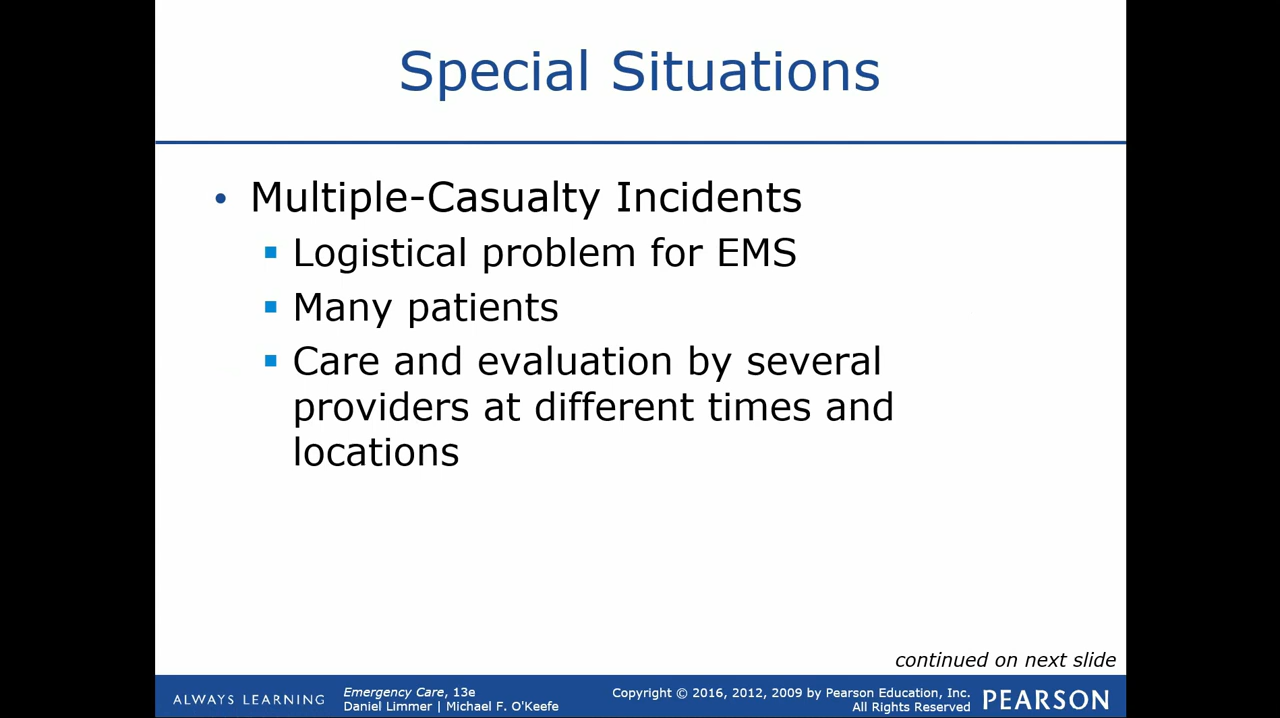 Special Situations
• Multiple-Casualty Incidents
▪ Logistical problem for EMS
▪ Many patients
▪ Care and evaluation by several
providers at different times and
locations
continued on next slide
ALWAYS LEARNING
Emergency Care, 13e
Daniel Limmer | Michael F. O'Keefe
Copyright © 2016, 2012, 2009 by Pearson Education, Inc.
All Rights Reserved
PEARSON